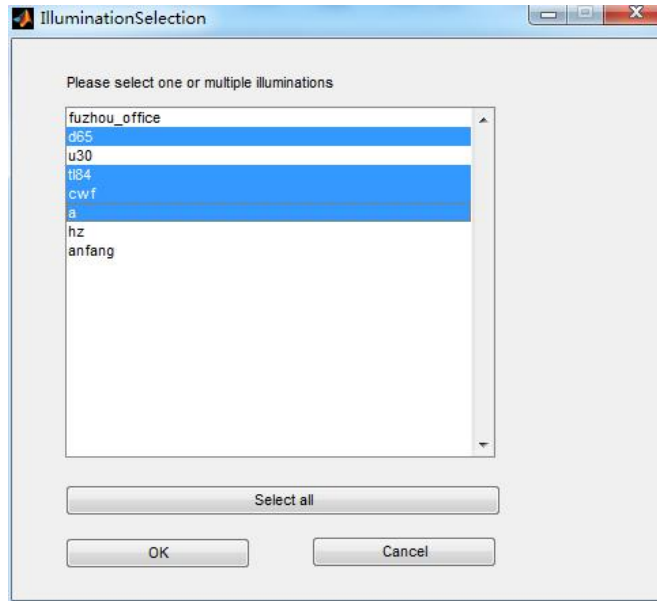 IlluminationSelection
Please select one or multiple illuminations
fuzhou_office
d65
u30
tl84
cwf
a
hz
anfang
Select all
OK Cancel